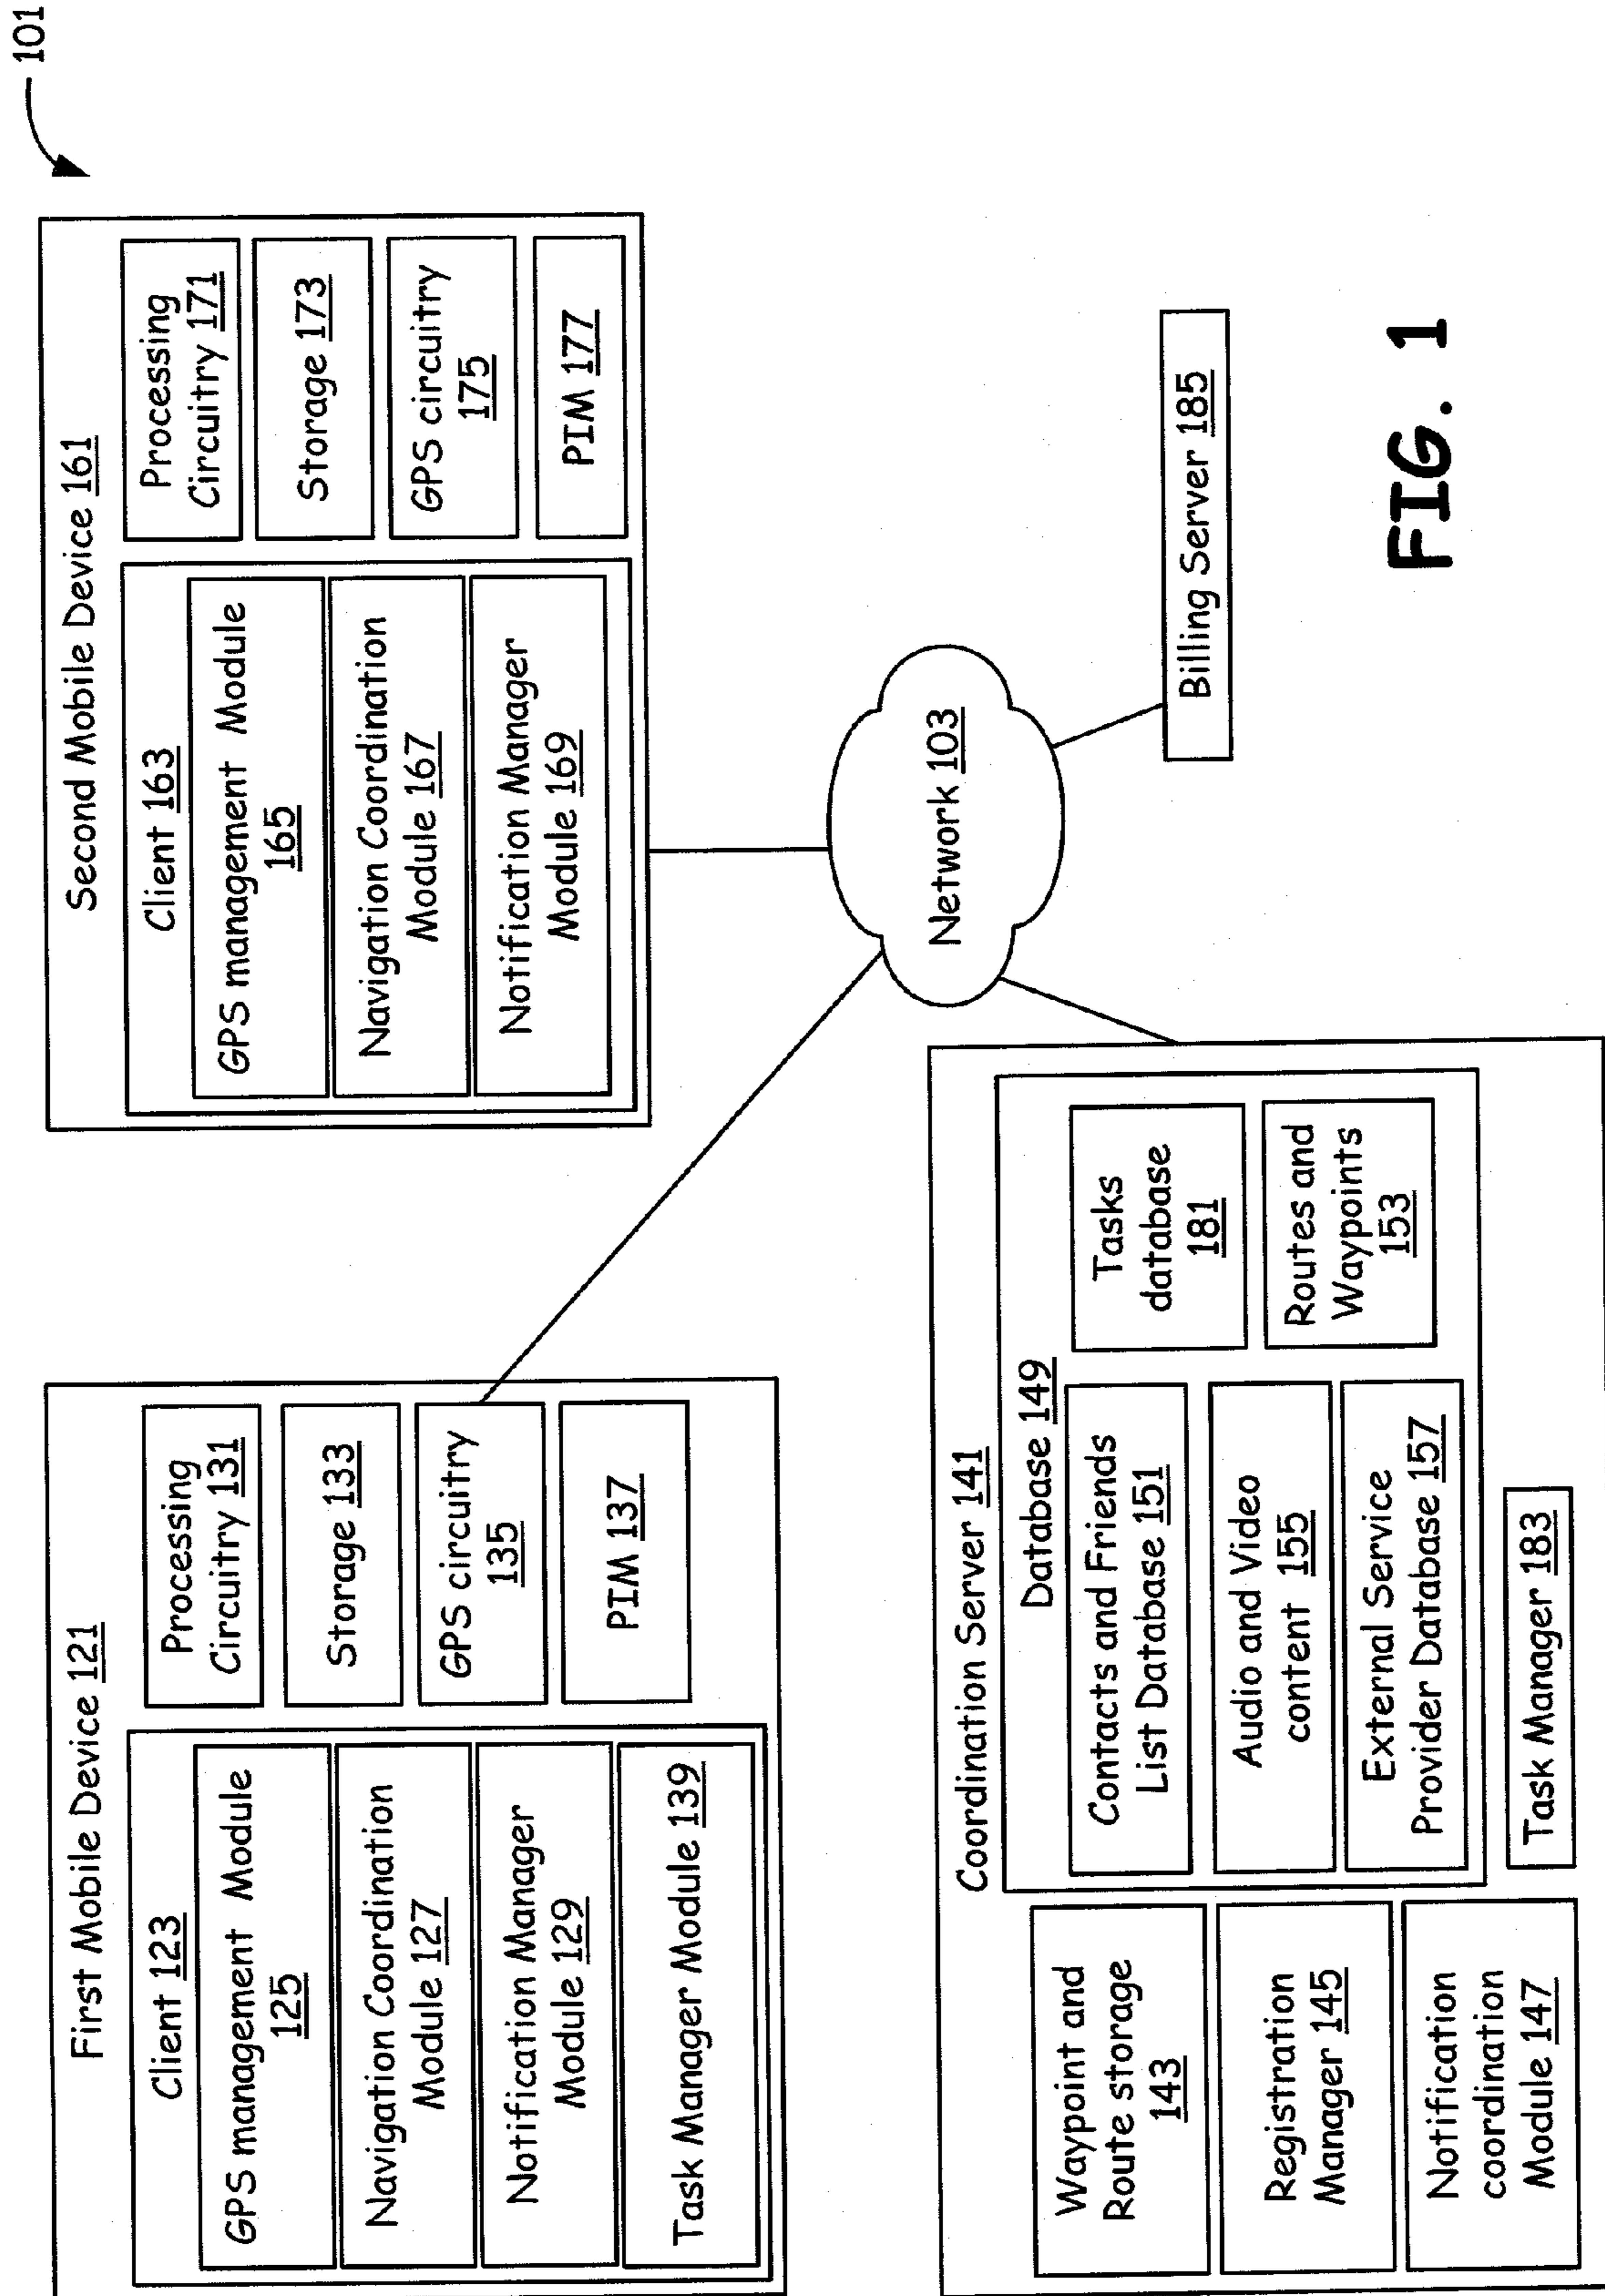 101
First Mobile Device 121
Client 123
GPS management Module
125
Navigation Coordination
Module 127
Notification Manager
Module 129
Task Manager Module 139
Processing
Circuitry 131
Storage 133
GPS circuitry
135
PIM 137
Second Mobile Device 161
Client 163
GPS management Module
165
Navigation Coordination
Module 167
Notification Manager
Module 169
Processing
Circuitry 171
Storage 173
GPS circuitry
175
PIM 177
Network 103
Coordination Server 141
Waypoint and
Route storage
143
Registration
Manager 145
Notification
coordination
Module 147
Database 149
Contacts and Friends
List Database 151
Audio and Video
content 155
External Service
Provider Database 157
Tasks
database
181
Routes and
Waypoints
153
Task Manager 183
Billing Server 185
FIG. 1